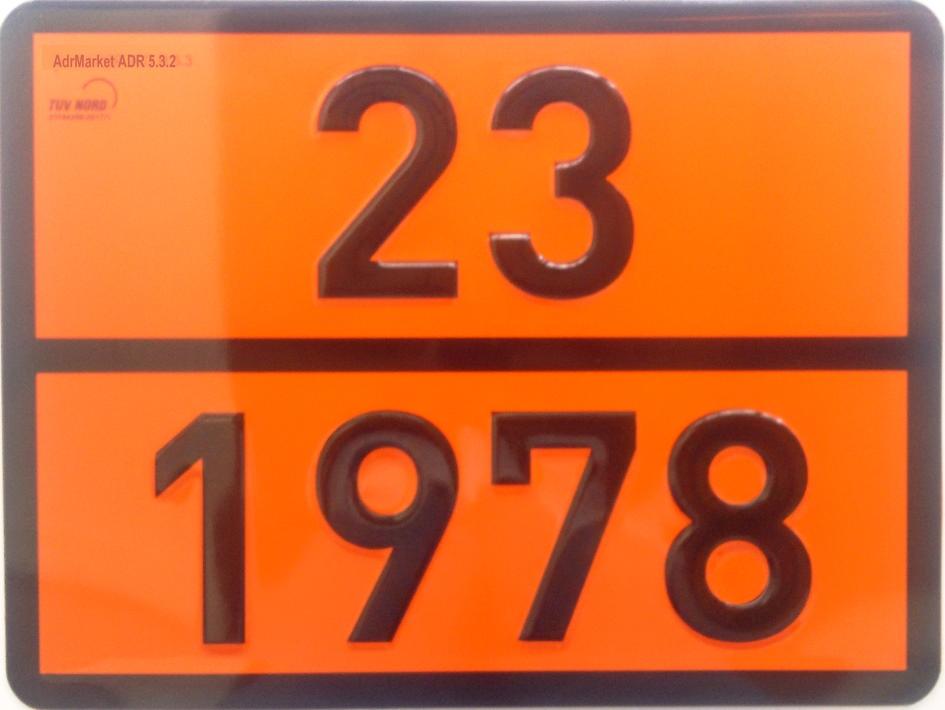 AdrMarket ADR 5.3.2
TÜV NORD
23
1978